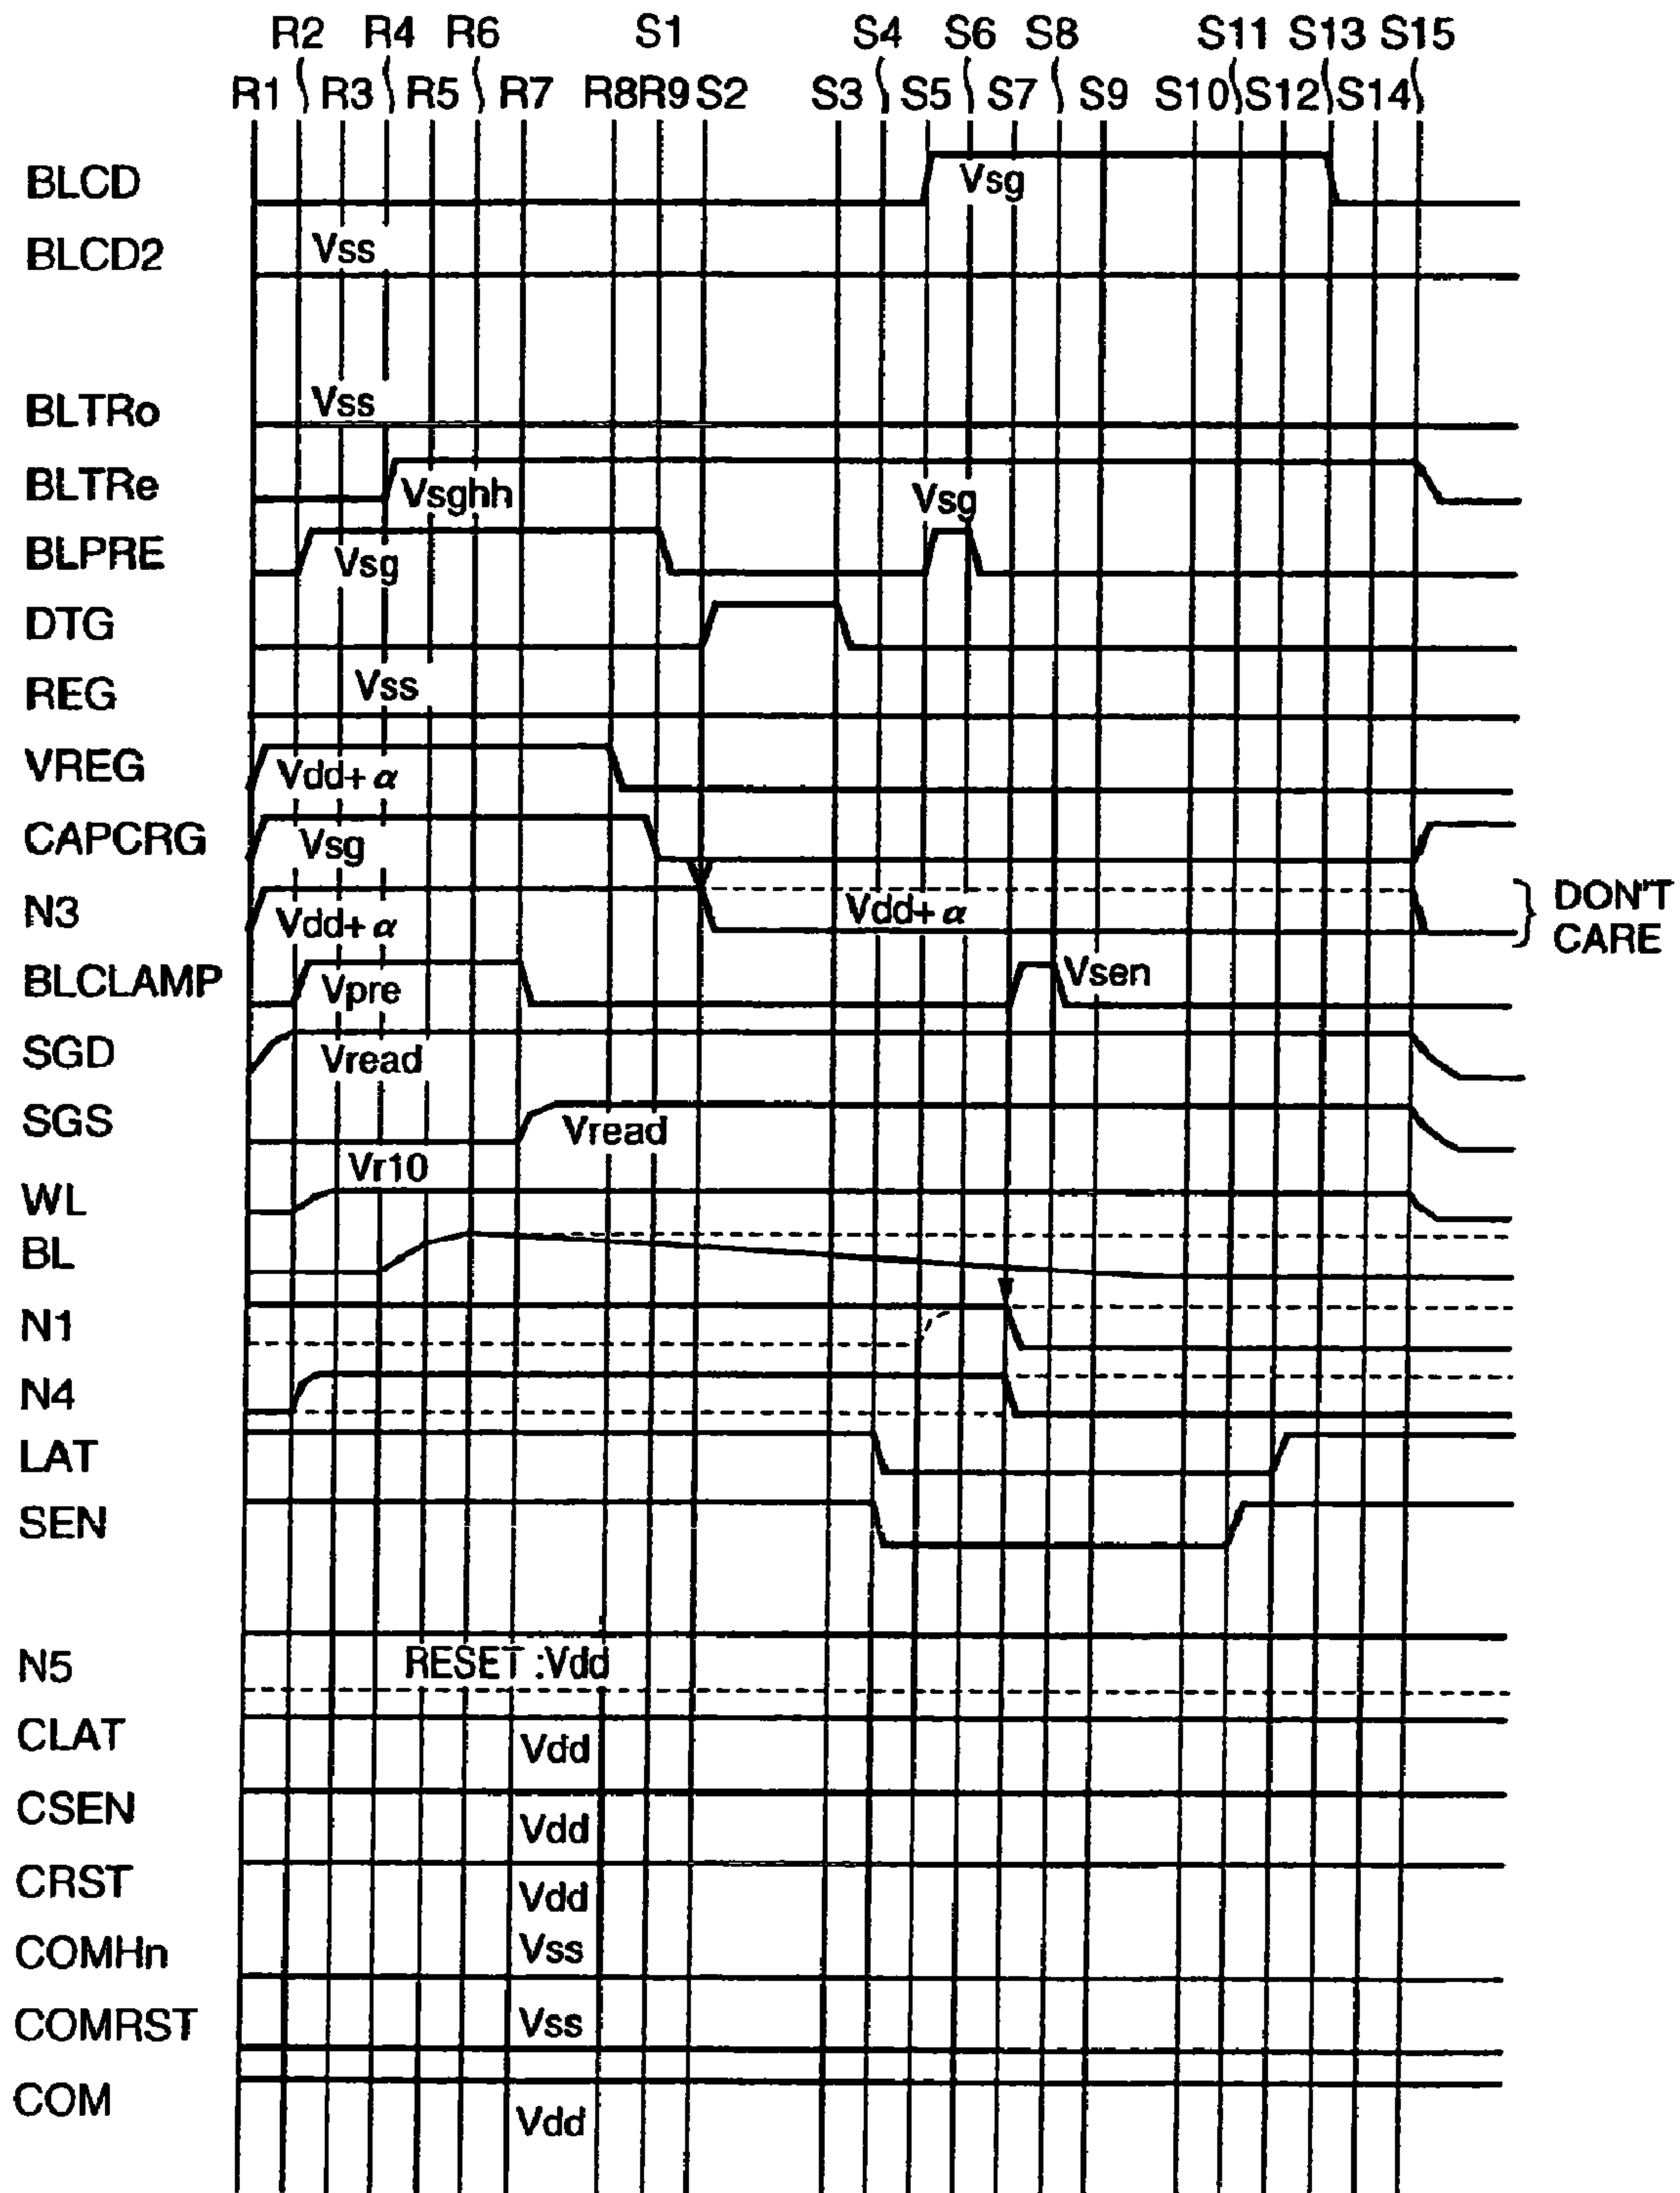 R2 R4 R6 S1 S4 S6 S8 S11 S13 S15
R1 R3 R5 R7 R8 R9 S2 S3 S5 S7 S9 S10 S12 S14
BLCD Vsg
BLCD2 Vss
BLTRo Vss
BLTRe Vsghh
BLPRE Vsg Vsg
DTG
REG Vss
VREG Vdd+α
CAPCRG Vsg
N3 Vdd+α Vdd+α DON'T CARE
BLCLAMP Vpre Vsen
SGD Vread
SGS Vread
WL Vr10
BL
N1
N4
LAT
SEN
N5 RESET :Vdd
CLAT Vdd
CSEN Vdd
CRST Vdd
COMHn Vss
COMRST Vss
COM Vdd